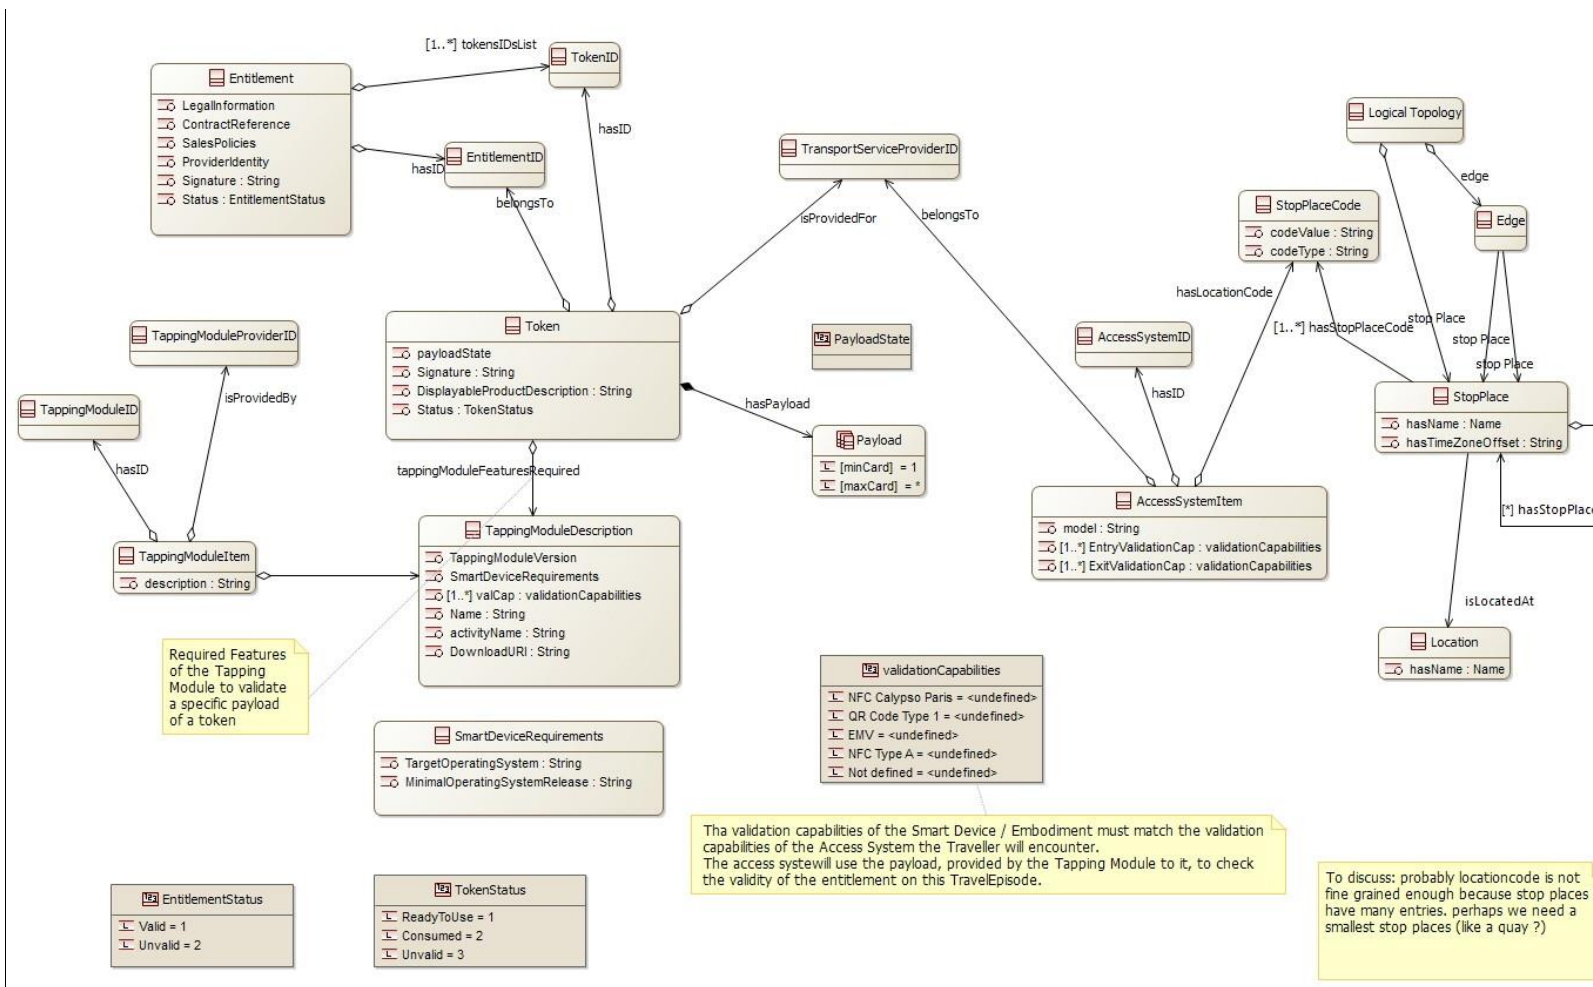 [1..*] tokensIDsList
TokenID
Entitlement
LegalInformation
ContractReference
SalesPolicies
ProviderIdentity
Signature : String
Status : EntitlementStatus
hasID
EntitlementID
belongsTo
hasID
TransportServiceProviderID
isProvidedFor
belongsTo
Logical Topology
edge
Edge
StopPlaceCode
codeValue : String
codeType : String
hasLocationCode
[1..*] hasStopPlaceCode
stop Place
stop Place
stop Place
TappingModuleProviderID
isProvidedBy
TappingModuleID
hasID
Token
payloadState
Signature : String
DisplayableProductDescription : String
Status : TokenStatus
PayloadState
hasPayload
Payload
[minCard] = 1
[maxCard] = *
AccessSystemID
hasID
StopPlace
hasName : Name
hasTimeZoneOffset : String
[*] hasStopPlace
tappingModuleFeaturesRequired
AccessSystemItem
model : String
[1..*] EntryValidationCap : validationCapabilities
[1..*] ExitValidationCap : validationCapabilities
TappingModuleItem
description : String
TappingModuleDescription
TappingModuleVersion
SmartDeviceRequirements
[1..*] valCap : validationCapabilities
Name : String
activityName : String
DownloadURI : String
isLocatedAt
Location
hasName : Name
Required Features
of the Tapping
Module to validate
a specific payload
of a token
validationCapabilities
NFC Calypso Paris = <undefined>
QR Code Type 1 = <undefined>
EMV = <undefined>
NFC Type A = <undefined>
Not defined = <undefined>
SmartDeviceRequirements
TargetOperatingSystem : String
MinimalOperatingSystemRelease : String
Tha validation capabilities of the Smart Device / Embodiment must match the validation
capabilities of the Access System the Traveller will encounter.
The access systewill use the payload, provided by the Tapping Module to it, to check
the validity of the entitlement on this TravelEpisode.
EntitlementStatus
Valid = 1
Unvalid = 2
TokenStatus
ReadyToUse = 1
Consumed = 2
Unvalid = 3
To discuss: probably locationcode is not
fine grained enough because stop places
have many entries. perhaps we need a
smallest stop places (like a quay ?)